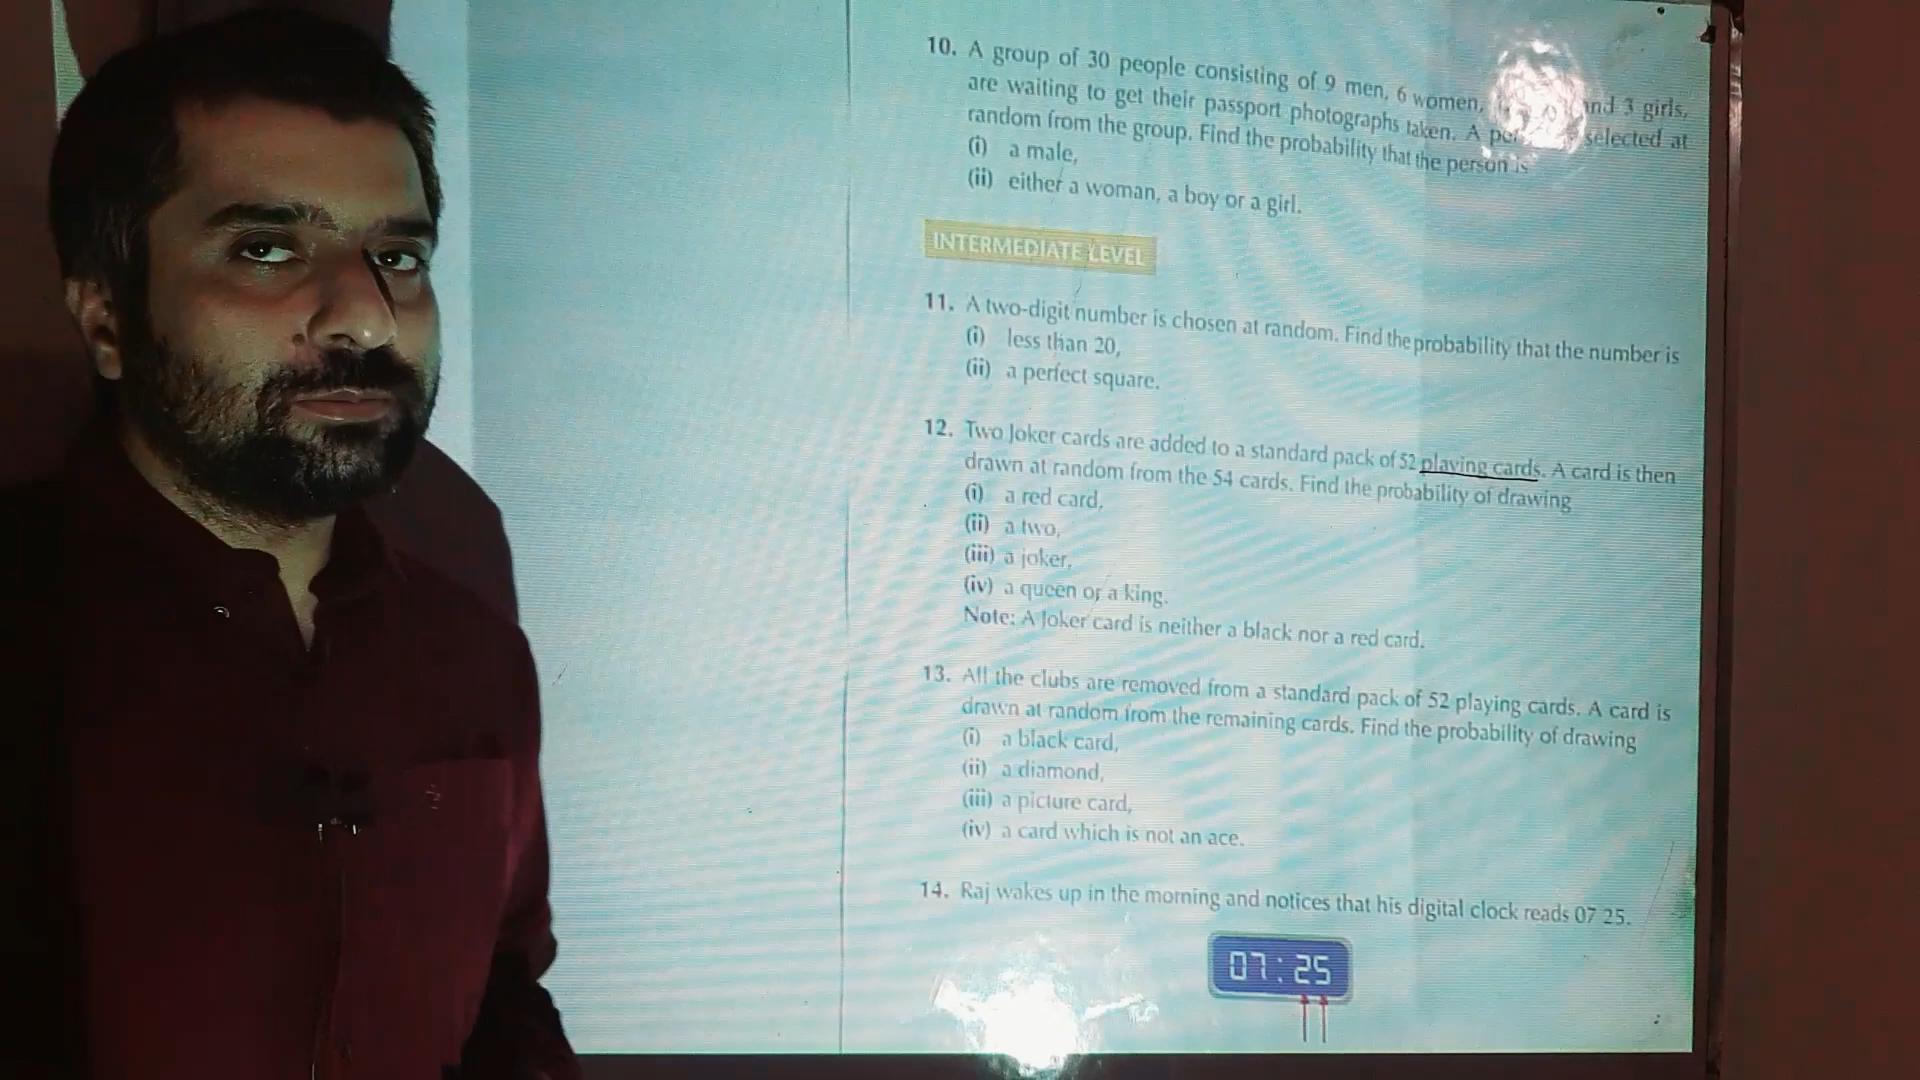 10. A group of 30 people consisting of 9 men, 6 women, and 3 girls,
are waiting to get their passport photographs taken. A selected at
random from the group. Find the probability that the person is
(i) a male,
(ii) either a woman, a boy or a girl.
INTERMEDIATE LEVEL
11. A two-digit number is chosen at random. Find the probability that the number is
(i) less than 20,
(ii) a perfect square.
12. Two Joker cards are added to a standard pack of 52 playing cards. A card is then
drawn at random from the 54 cards. Find the probability of drawing
(i) a red card,
(ii) a two,
(iii) a joker,
(iv) a queen or a king.
Note: A Joker card is neither a black nor a red card.
13. All the clubs are removed from a standard pack of 52 playing cards. A card is
drawn at random from the remaining cards. Find the probability of drawing
(i) a black card,
(ii) a diamond,
(iii) a picture card,
(iv) a card which is not an ace.
14. Raj wakes up in the morning and notices that his digital clock reads 07 25.
07:25